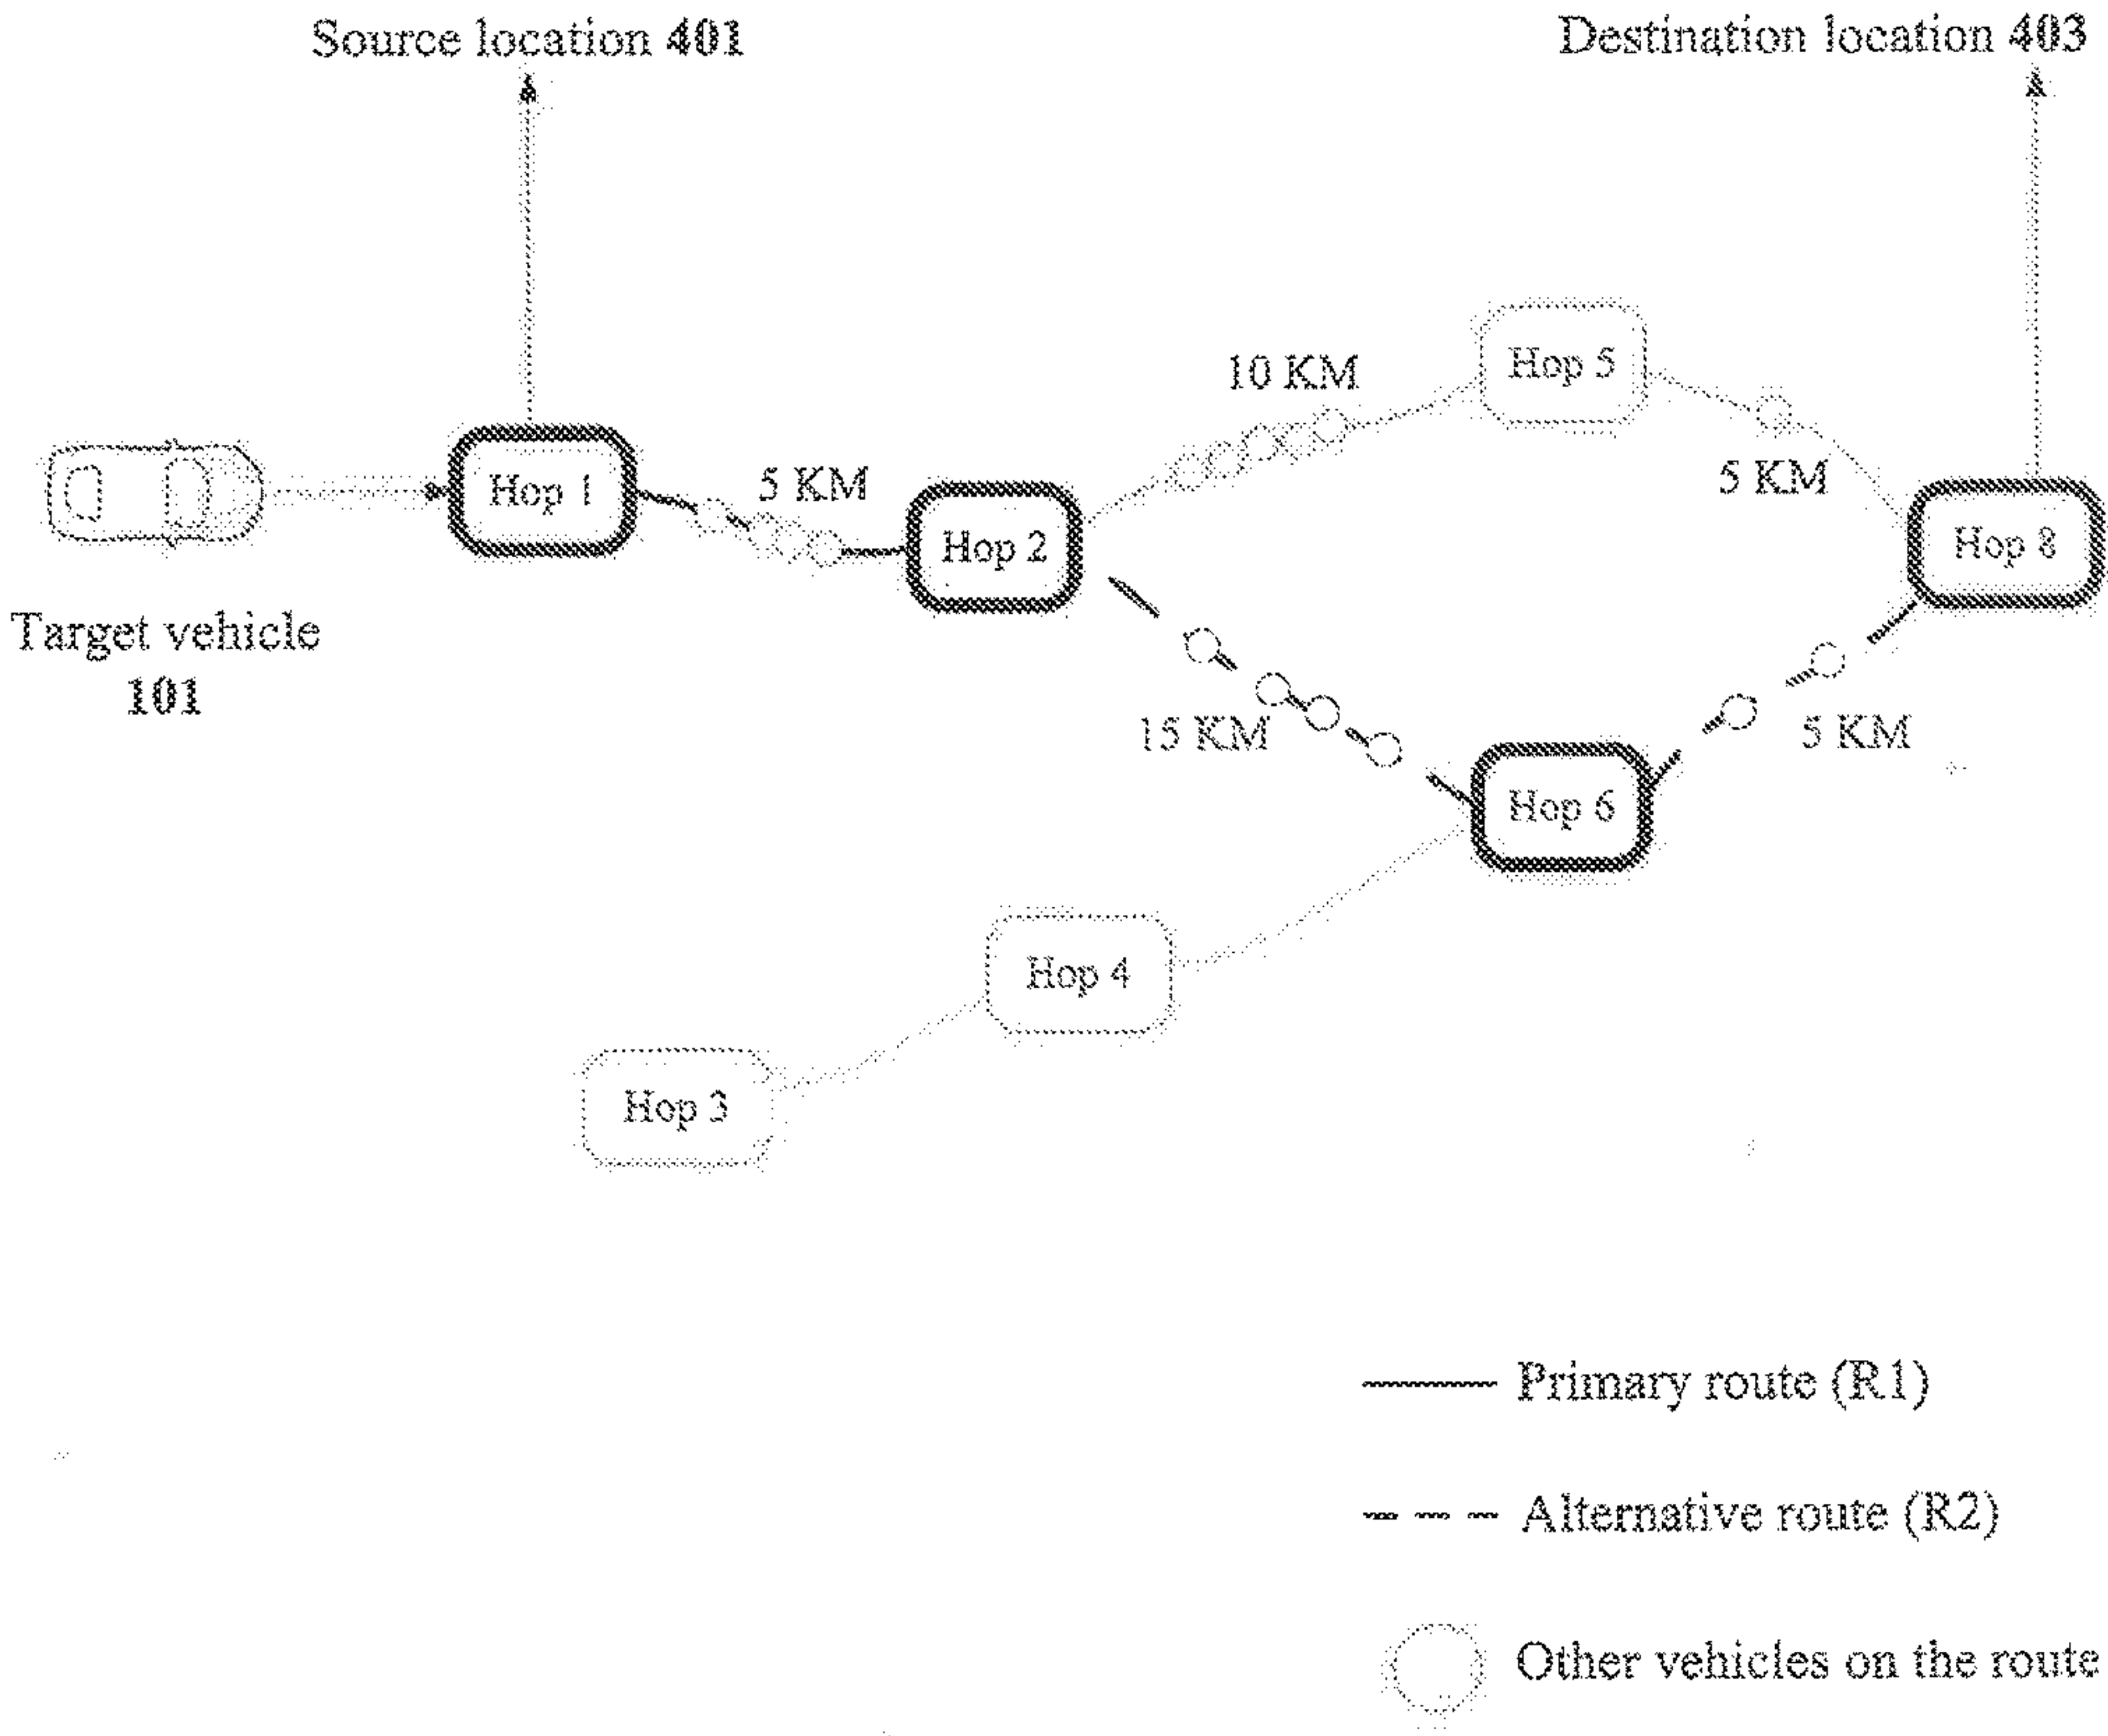 Source location 401
Destination location 403
10 KM
Hop 5
5 KM
Hop 1
5 KM
Hop 2
Hop 8
Target vehicle
101
15 KM
5 KM
Hop 6
Hop 4
Hop 3
Primary route (R1)
Alternative route (R2)
Other vehicles on the route